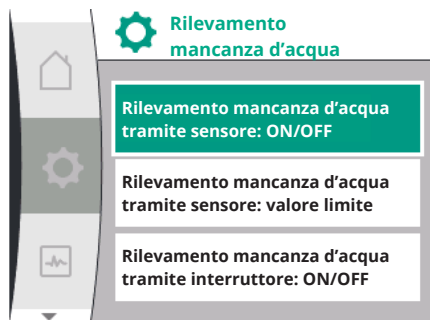 Rilevamento
mancanza d'acqua
Rilevamento mancanza d'acqua
tramite sensore: ON/OFF
Rilevamento mancanza d'acqua
tramite sensore: valore limite
Rilevamento mancanza d'acqua
tramite interruttore: ON/OFF